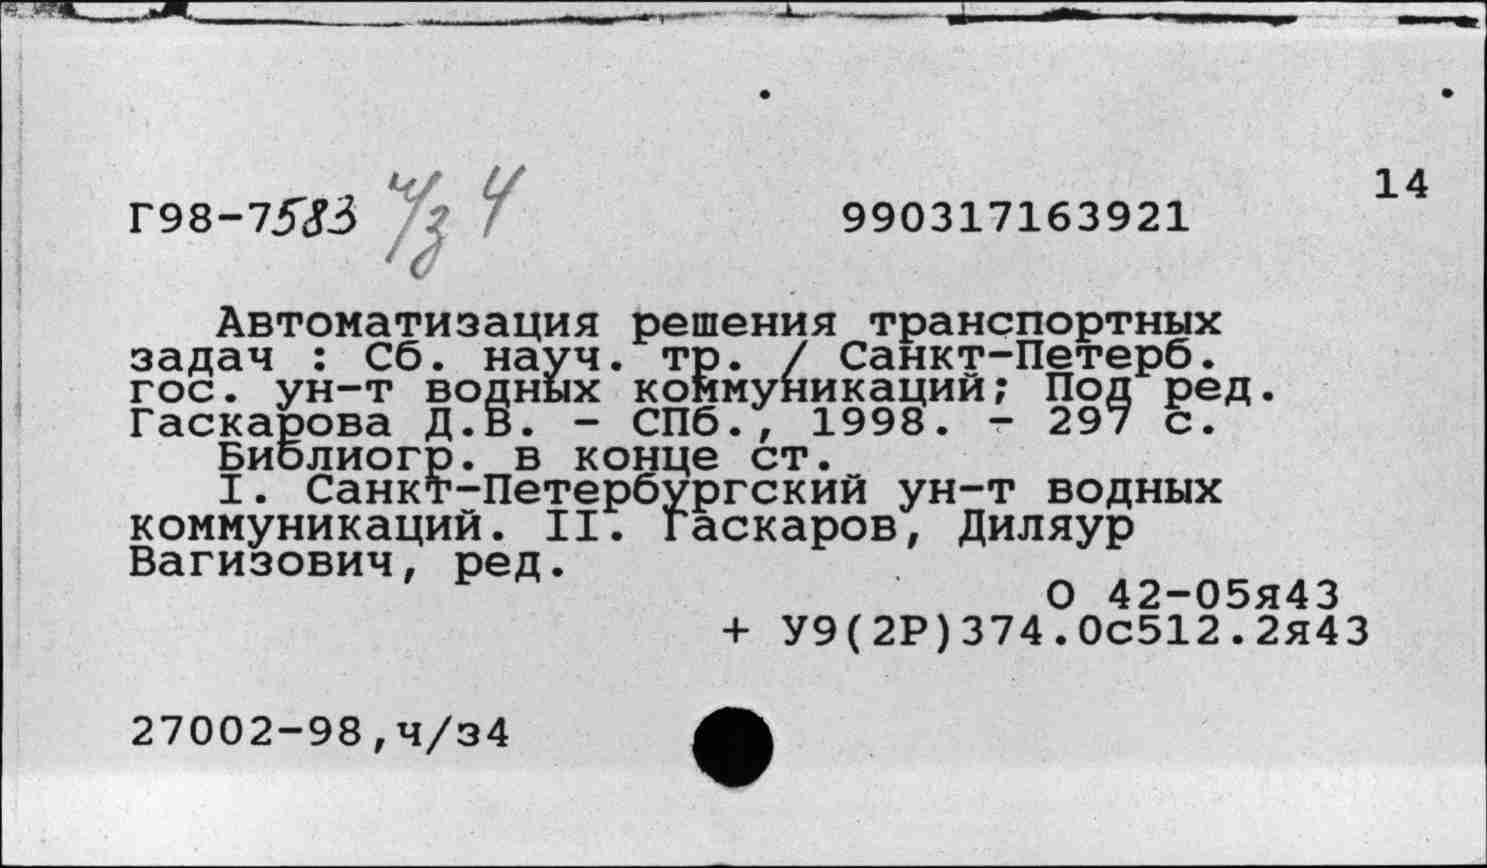 14
Г98-7583 ч/з 4 990317163921
Автоматизация решения транспортных
задач : Сб. науч. тр. / Санкт-Петерб.
гос. ун-т водных коммуникаций; Под ред.
Гаскарова Д.В. - СПб., 1998. - 297 с.
Библиогр. в конце ст.
I. Санкт-Петербургский ун-т водных
коммуникаций. II. Гаскаров, Диляур
Вагизович, ред.
О 42-05я43
+ У9(2Р)374.0с512.2я43
27002-98,ч/з4